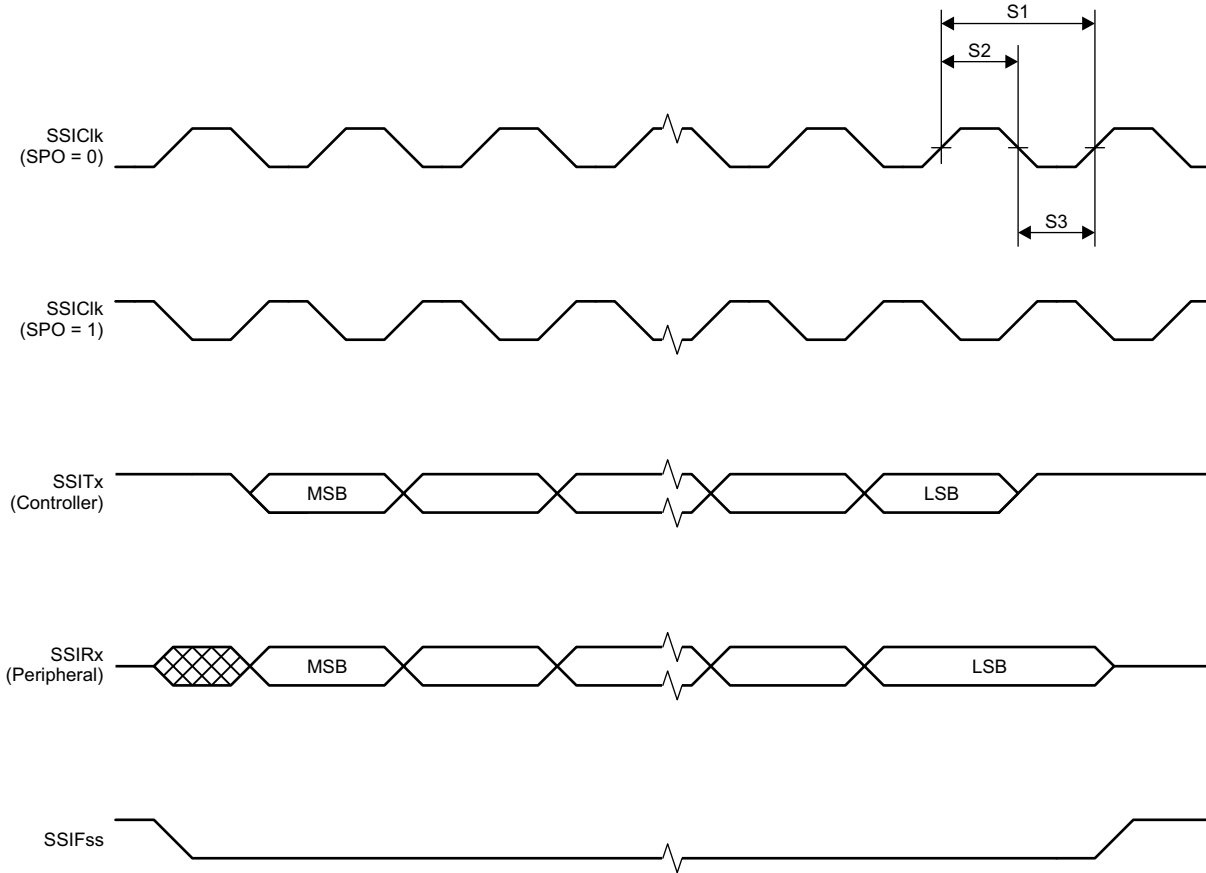 S1
S2
SSIClk
(SPO = 0)
S3
SSIClk
(SPO = 1)
SSITx
(Controller)
MSB
LSB
SSIRx
(Peripheral)
MSB
LSB
SSIFss